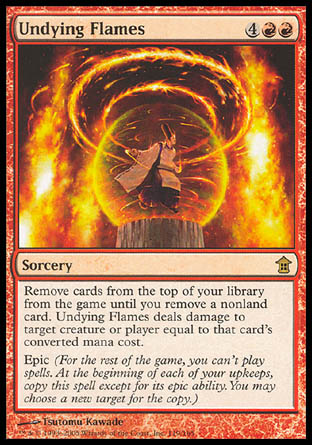 Undying Flames 4
Sorcery
Remove cards from the top of your library
from the game until you remove a nonland
card. Undying Flames deals damage to
target creature or player equal to that card's
converted mana cost.
Epic (For the rest of the game, you can't play
spells. At the beginning of each of your upkeeps,
copy this spell except for its epic ability. You may
choose a new target for the copy.)
Tsutomu Kawade